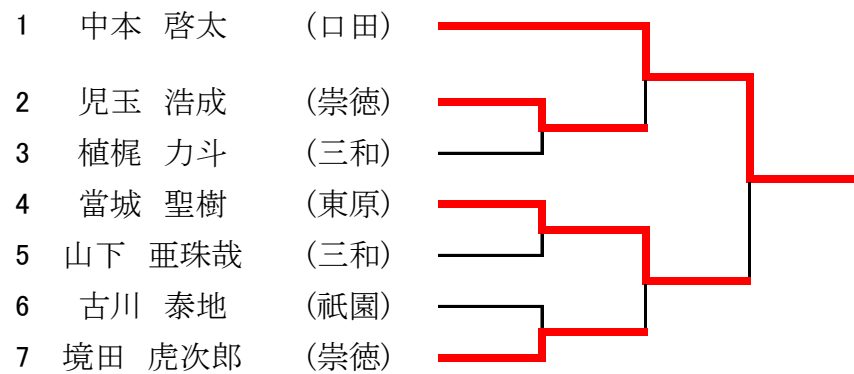 1 中本 啓太 (口田)
2 児玉 浩成 (崇徳)
3 植梶 力斗 (三和)
4 當城 聖樹 (東原)
5 山下 亜珠哉 (三和)
6 古川 泰地 (祇園)
7 境田 虎次郎 (崇徳)